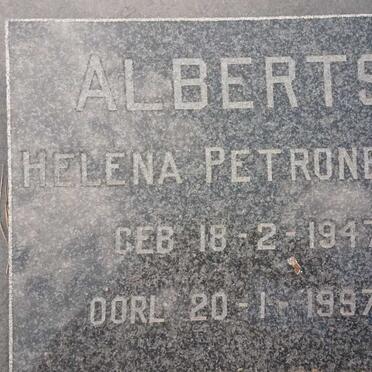 ALBERTS
HELENA PETRONE
GEB 18-2-1947
OORL 20-1-1997